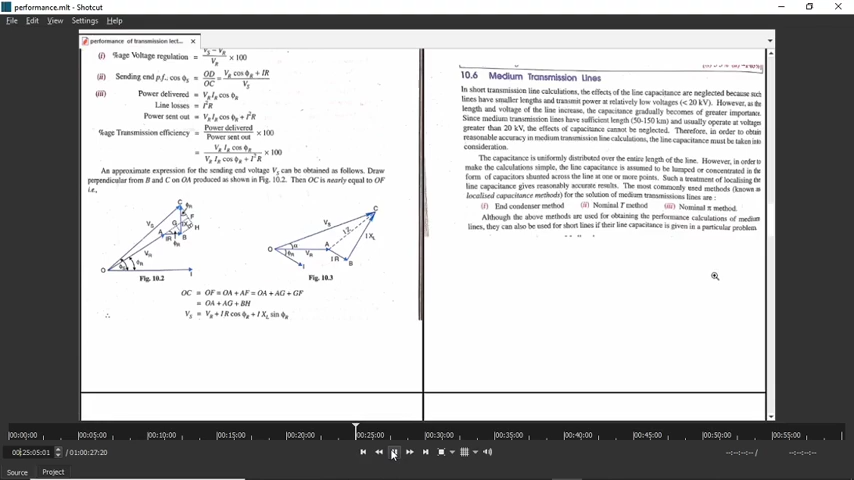 performance.mlt - Shotcut
File Edit View Settings Help
performance of transmission lect...
(i) %age Voltage regulation = V_S − V_R / V_R × 100
(ii) Sending end p.f., cos ϕ_S = OD / OC = V_R cos ϕ_R + IR / V_S
(iii) Power delivered = V_R I_R cos ϕ_R
Line losses = I²R
Power sent out = V_R I_R cos ϕ_R + I²R
%age Transmission efficiency = Power delivered / Power sent out × 100
= V_R I_R cos ϕ_R / V_R I_R cos ϕ_R + I²R × 100
An approximate expression for the sending end voltage V_S can be obtained as follows. Draw
perpendicular from B and C on OA produced as shown in Fig. 10.2. Then OC is nearly equal to OF
i.e.,
Fig. 10.2
Fig. 10.3
OC = OF = OA + AF = OA + AG + GF
= OA + AG + BH
∴ V_S = V_R + I R cos ϕ_R + I X_L sin ϕ_R
10.6 Medium Transmission Lines
In short transmission line calculations, the effects of the line capacitance are neglected because such
lines have smaller lengths and transmit power at relatively low voltages (< 20 kV). However, as the
length and voltage of the line increase, the capacitance gradually becomes of greater importance.
Since medium transmission lines have sufficient length (50-150 km) and usually operate at voltages
greater than 20 kV, the effects of capacitance cannot be neglected. Therefore, in order to obtain
reasonable accuracy in medium transmission line calculations, the line capacitance must be taken into
consideration.
The capacitance is uniformly distributed over the entire length of the line. However, in order to
make the calculations simple, the line capacitance is assumed to be lumped or concentrated in the
form of capacitors shunted across the line at one or more points. Such a treatment of localising the
line capacitance gives reasonably accurate results. The most commonly used methods (known as
localised capacitance methods) for the solution of medium transmission lines are :
(i) End condenser method (ii) Nominal T method (iii) Nominal π method.
Although the above methods are used for obtaining the performance calculations of medium
lines, they can also be used for short lines if their line capacitance is given in a particular problem
00:00:00 00:05:00 00:10:00 00:15:00 00:20:00 00:25:00 00:30:00 00:35:00 00:40:00 00:45:00 00:50:00 00:55:00
00:25:05:01 / 01:00:27:20 --:--:--:-- / --:--:--:--
Source Project